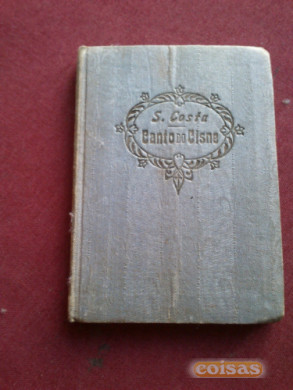 S. Costa
Canto do Cisne
coisas